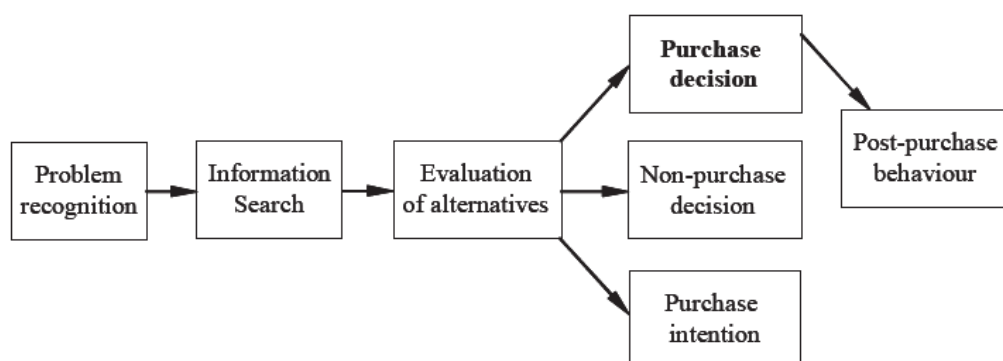 Problem
recognition
Information
Search
Evaluation
of alternatives
Purchase
decision
Non-purchase
decision
Purchase
intention
Post-purchase
behaviour